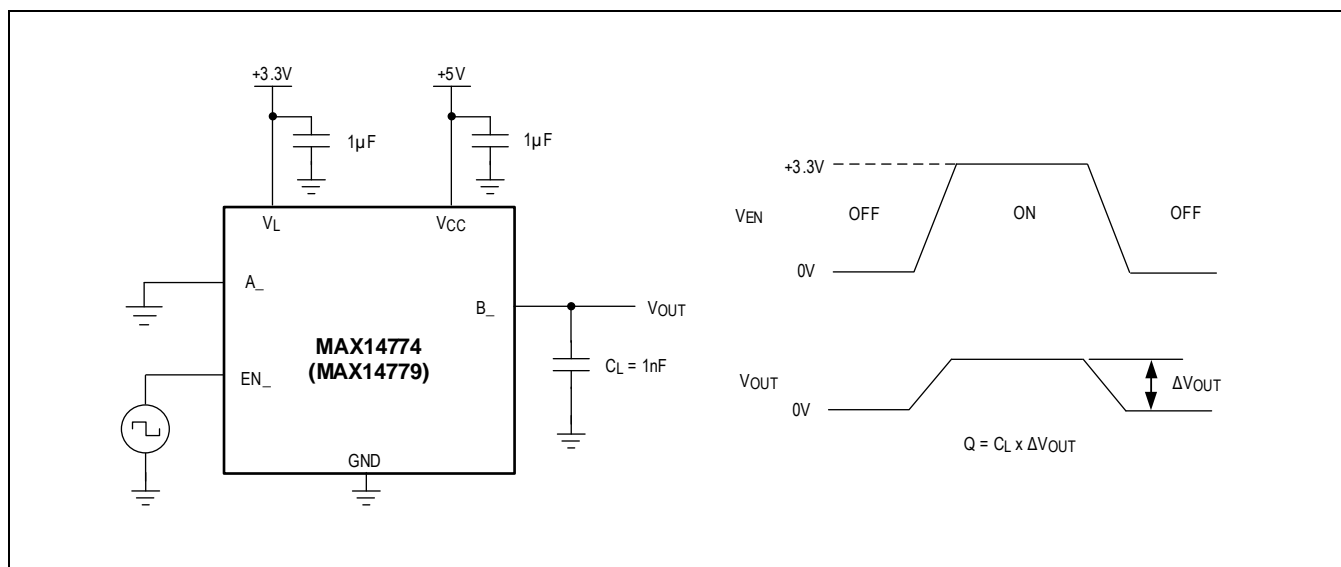 +3.3V
+5V
1µF
1µF
VL
VCC
A_
B_
VOUT
MAX14774
(MAX14779)
EN_
CL = 1nF
GND
+3.3V
VEN
OFF
ON
OFF
0V
VOUT
0V
ΔVOUT
Q = CL x ΔVOUT